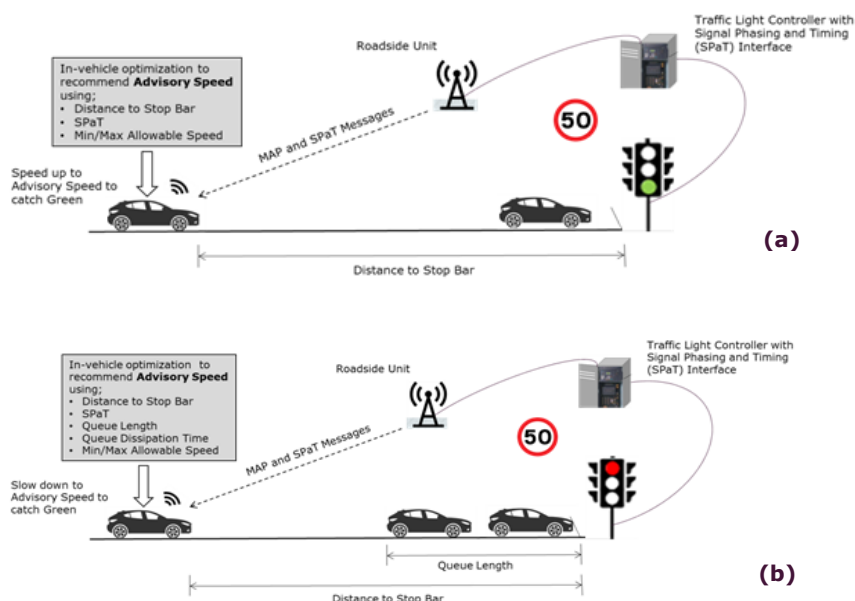 Traffic Light Controller with
Signal Phasing and Timing
(SPaT) Interface
Roadside Unit
In-vehicle optimization to
recommend Advisory Speed
using;
• Distance to Stop Bar
• SPaT
• Min/Max Allowable Speed
MAP and SPaT Messages
50
Speed up to
Advisory Speed to
catch Green
(a)
Distance to Stop Bar
Traffic Light Controller with
Signal Phasing and Timing
(SPaT) Interface
Roadside Unit
In-vehicle optimization to
recommend Advisory Speed
using;
• Distance to Stop Bar
• SPaT
• Queue Length
• Queue Dissipation Time
• Min/Max Allowable Speed
MAP and SPaT Messages
50
Slow down to
Advisory Speed to
catch Green
Queue Length
(b)
Distance to Stop Bar